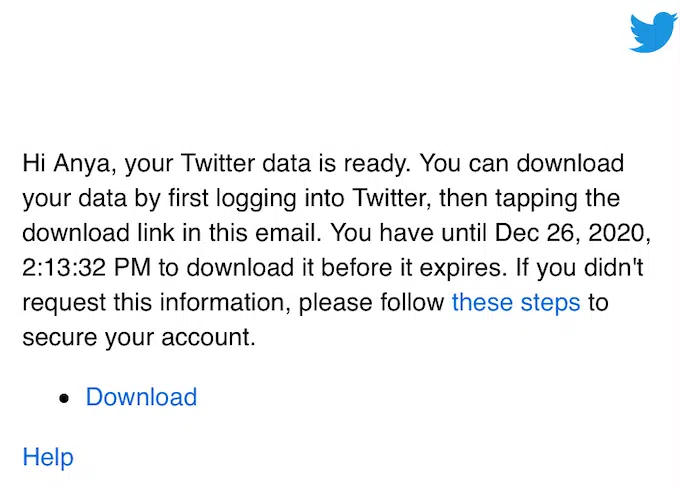 Hi Anya, your Twitter data is ready. You can download
your data by first logging into Twitter, then tapping the
download link in this email. You have until Dec 26, 2020,
2:13:32 PM to download it before it expires. If you didn't
request this information, please follow these steps to
secure your account.
Download
Help